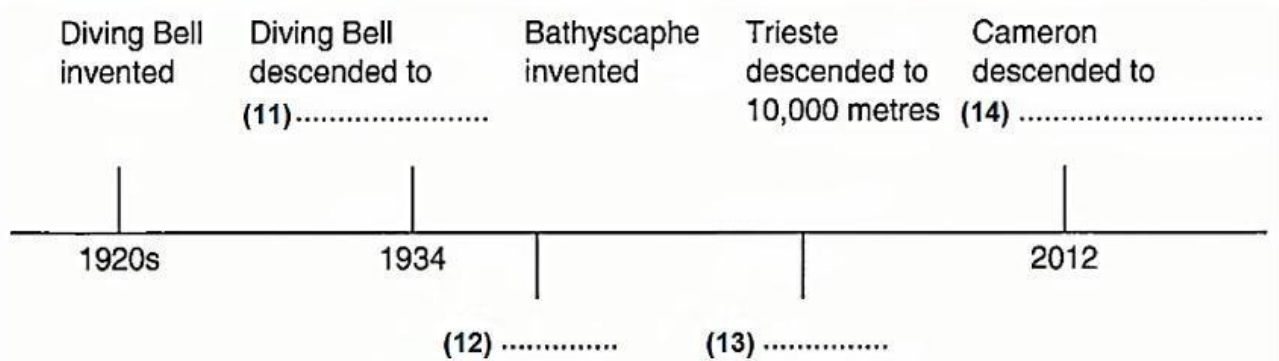 Diving Bell
invented
Diving Bell
descended to
(11)........................
Bathyscaphe
invented
Trieste
descended to
10,000 metres
Cameron
descended to
(14) ..............................
1920s
1934
2012
(12) ..............
(13) ...............